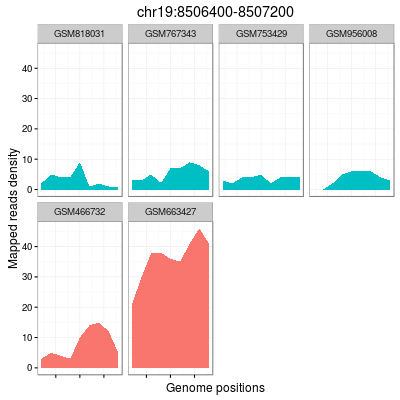 chr19:8506400-8507200
GSM818031 GSM767343 GSM753429 GSM956008
40
30
20
10
0
GSM466732 GSM663427
40
30
20
10
0
Mapped reads density
Genome positions